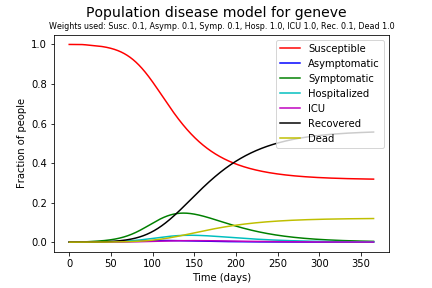 Population disease model for geneve
Weights used: Susc. 0.1, Asymp. 0.1, Symp. 0.1, Hosp. 1.0, ICU 1.0, Rec. 0.1, Dead 1.0
Susceptible
Asymptomatic
Symptomatic
Hospitalized
ICU
Recovered
Dead
Fraction of people
1.0
0.8
0.6
0.4
0.2
0.0
0 50 100 150 200 250 300 350
Time (days)